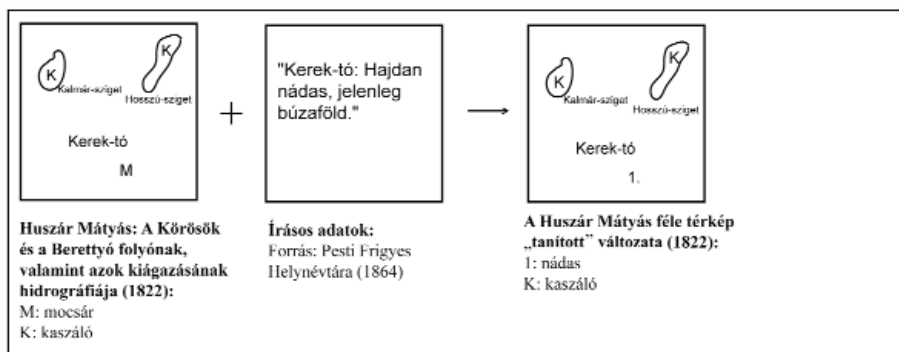 K
Kalmár-sziget
K
Hosszú-sziget
Kerek-tó
M
+
"Kerek-tó: Hajdan
nádas, jelenleg
búzaföld."
K
Kalmár-sziget
K
Hosszú-sziget
Kerek-tó
1.
Huszár Mátyás: A Körösök
és a Berettyó folyónak,
valamint azok kiágazásának
hidrográfiája (1822):
M: mocsár
K: kaszáló
Írásos adatok:
Forrás: Pesti Frigyes
Helynévtára (1864)
A Huszár Mátyás féle térkép
„tanított” változata (1822):
1: nádas
K: kaszáló